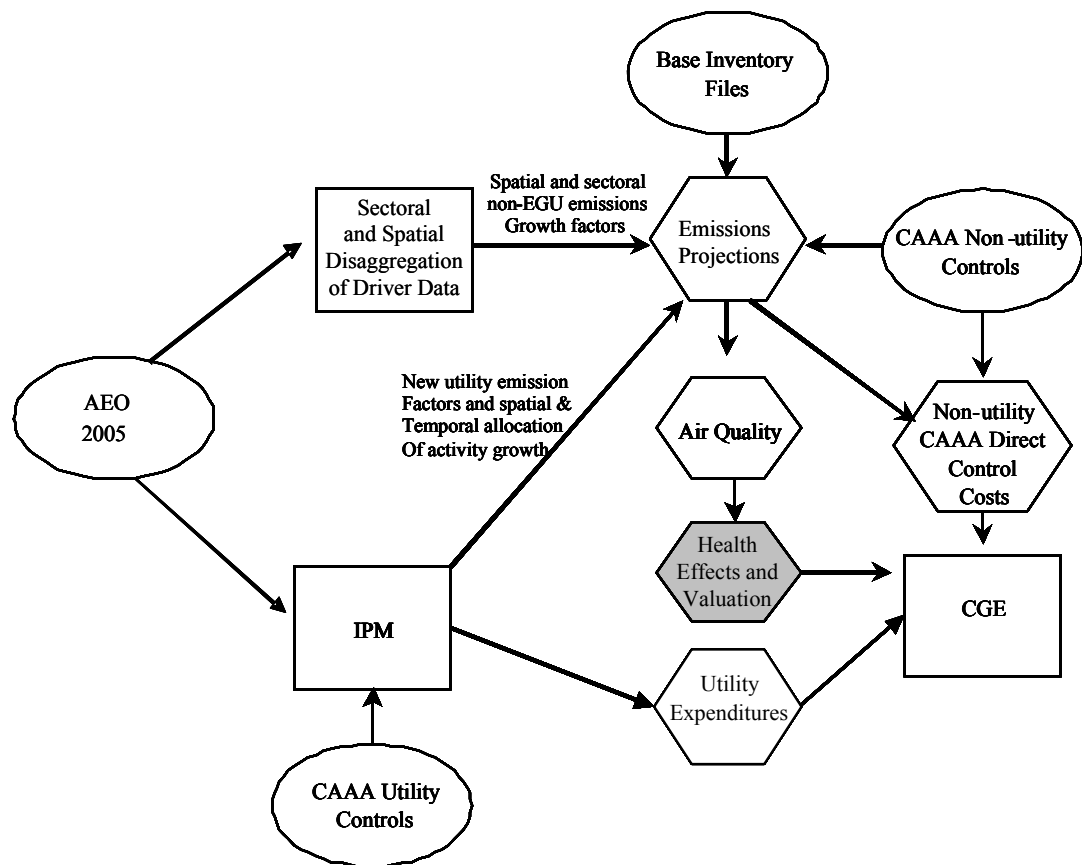 Base Inventory
Files
Spatial and sectoral
non-EGU emissions
Growth factors
Sectoral
and Spatial
Disaggregation
of Driver Data
Emissions
Projections
CAAA Non -utility
Controls
AEO
2005
New utility emission
Factors and spatial &
Temporal allocation
Of activity growth
Air Quality
Non-utility
CAAA Direct
Control
Costs
Health
Effects and
Valuation
IPM
CGE
Utility
Expenditures
CAAA Utility
Controls